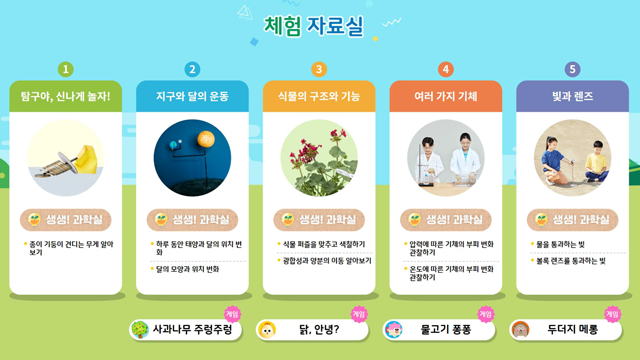 체험 자료실
1
탐구야, 신나게 놀자!
생생! 과학실
종이 기둥이 견디는 무게 알아
보기
2
지구와 달의 운동
생생! 과학실
하루 동안 태양과 달의 위치 변
화
달의 모양과 위치 변화
3
식물의 구조와 기능
생생! 과학실
식물 퍼즐을 맞추고 색칠하기
광합성과 양분의 이동 알아보기
4
여러 가지 기체
생생! 과학실
압력에 따른 기체의 부피 변화
관찰하기
온도에 따른 기체의 부피 변화
관찰하기
5
빛과 렌즈
생생! 과학실
물을 통과하는 빛
볼록 렌즈를 통과하는 빛
게임
사과나무 주렁주렁
게임
닭, 안녕?
게임
물고기 퐁퐁
게임
두더지 메롱